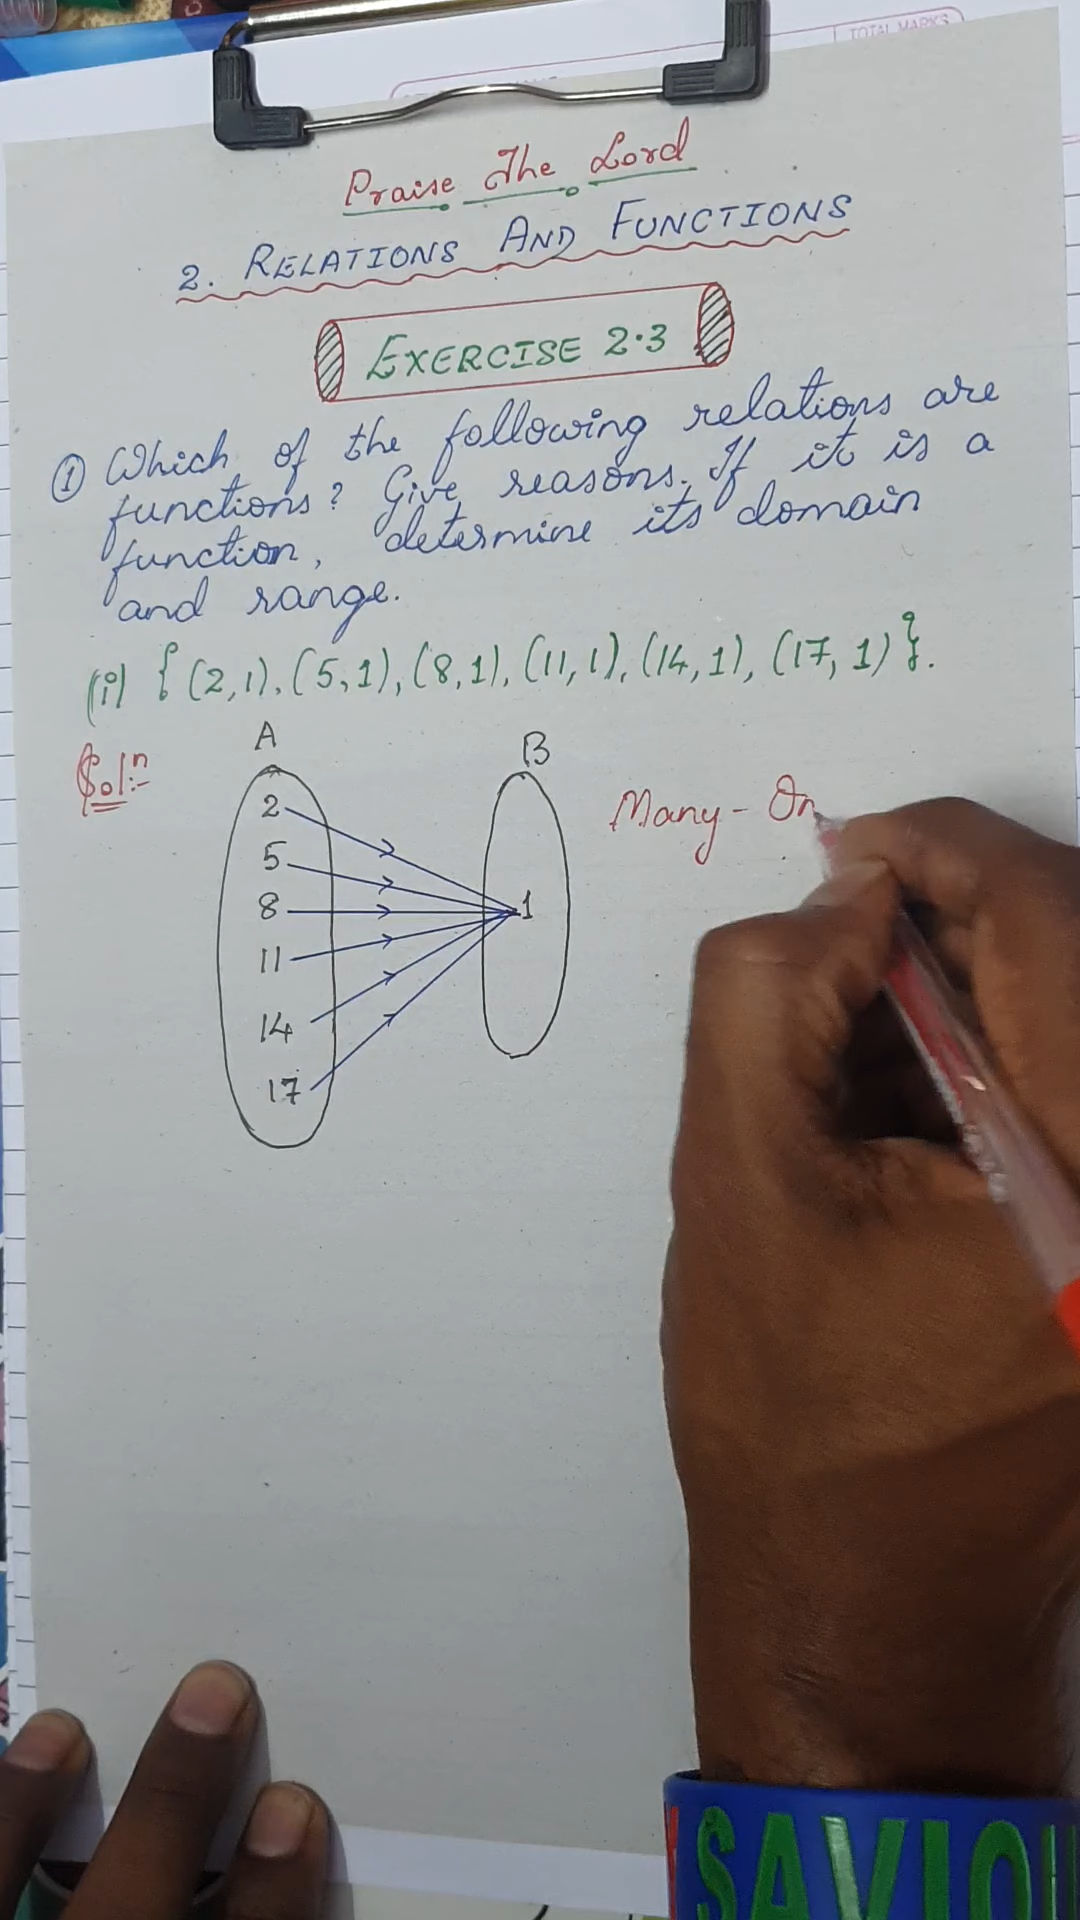 TOTAL MARKS
Praise The Lord
2. RELATIONS AND FUNCTIONS
EXERCISE 2.3
① Which of the following relations are
functions? Give reasons. If it is a
function, determine its domain
and range.
(i) {(2,1), (5,1), (8,1), (11,1), (14,1), (17,1)}.
Solⁿ:-
A B
Many - On
2
5
8
1
11
14
17
SAVIOU